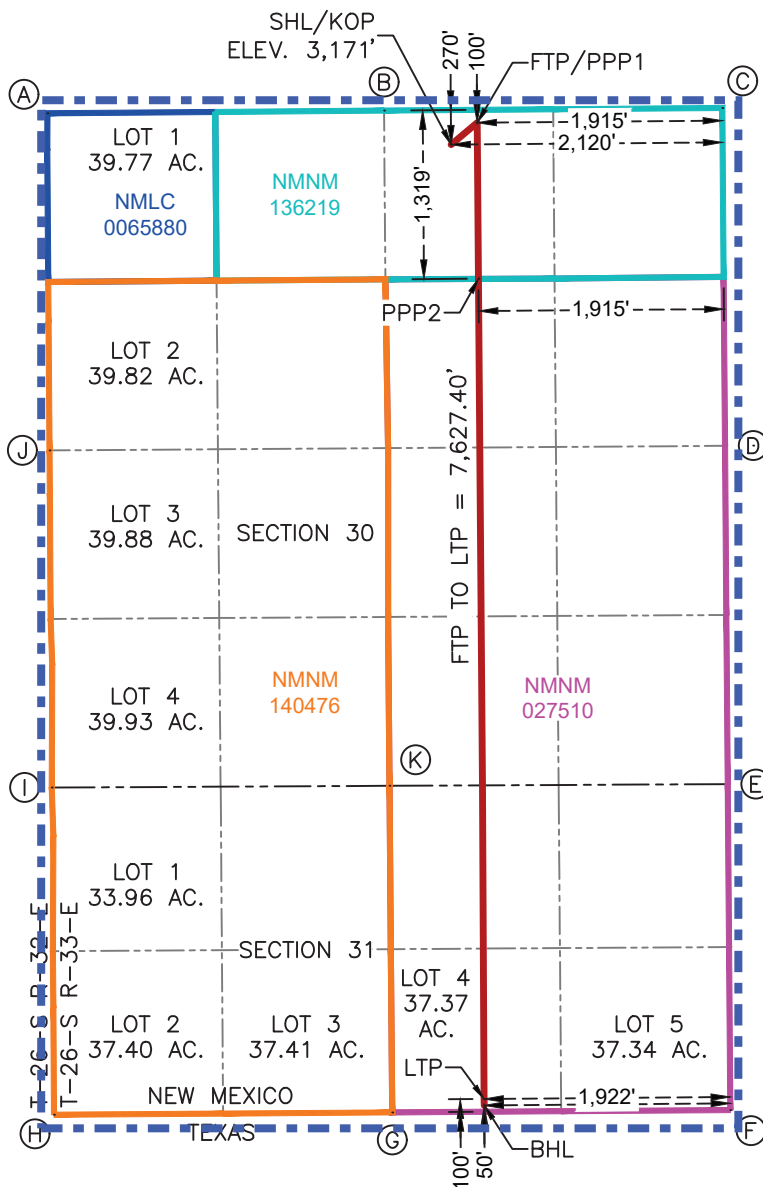 SHL/KOP
ELEV. 3,171'
270'
100'
FTP/PPP1
A
B
C
1,915'
2,120'
LOT 1
39.77 AC.
NMLC
0065880
NMNM
136219
1,319'
PPP2
1,915'
LOT 2
39.82 AC.
J
D
FTP TO LTP = 7,627.40'
LOT 3
39.88 AC.
SECTION 30
LOT 4
39.93 AC.
NMNM
140476
NMNM
027510
K
I
E
LOT 1
33.96 AC.
T-26-S R-32-E
T-26-S R-33-E
SECTION 31
LOT 4
37.37
AC.
LOT 2
37.40 AC.
LOT 3
37.41 AC.
LOT 5
37.34 AC.
LTP
NEW MEXICO
1,922'
H
TEXAS
G
100'
50'
BHL
F